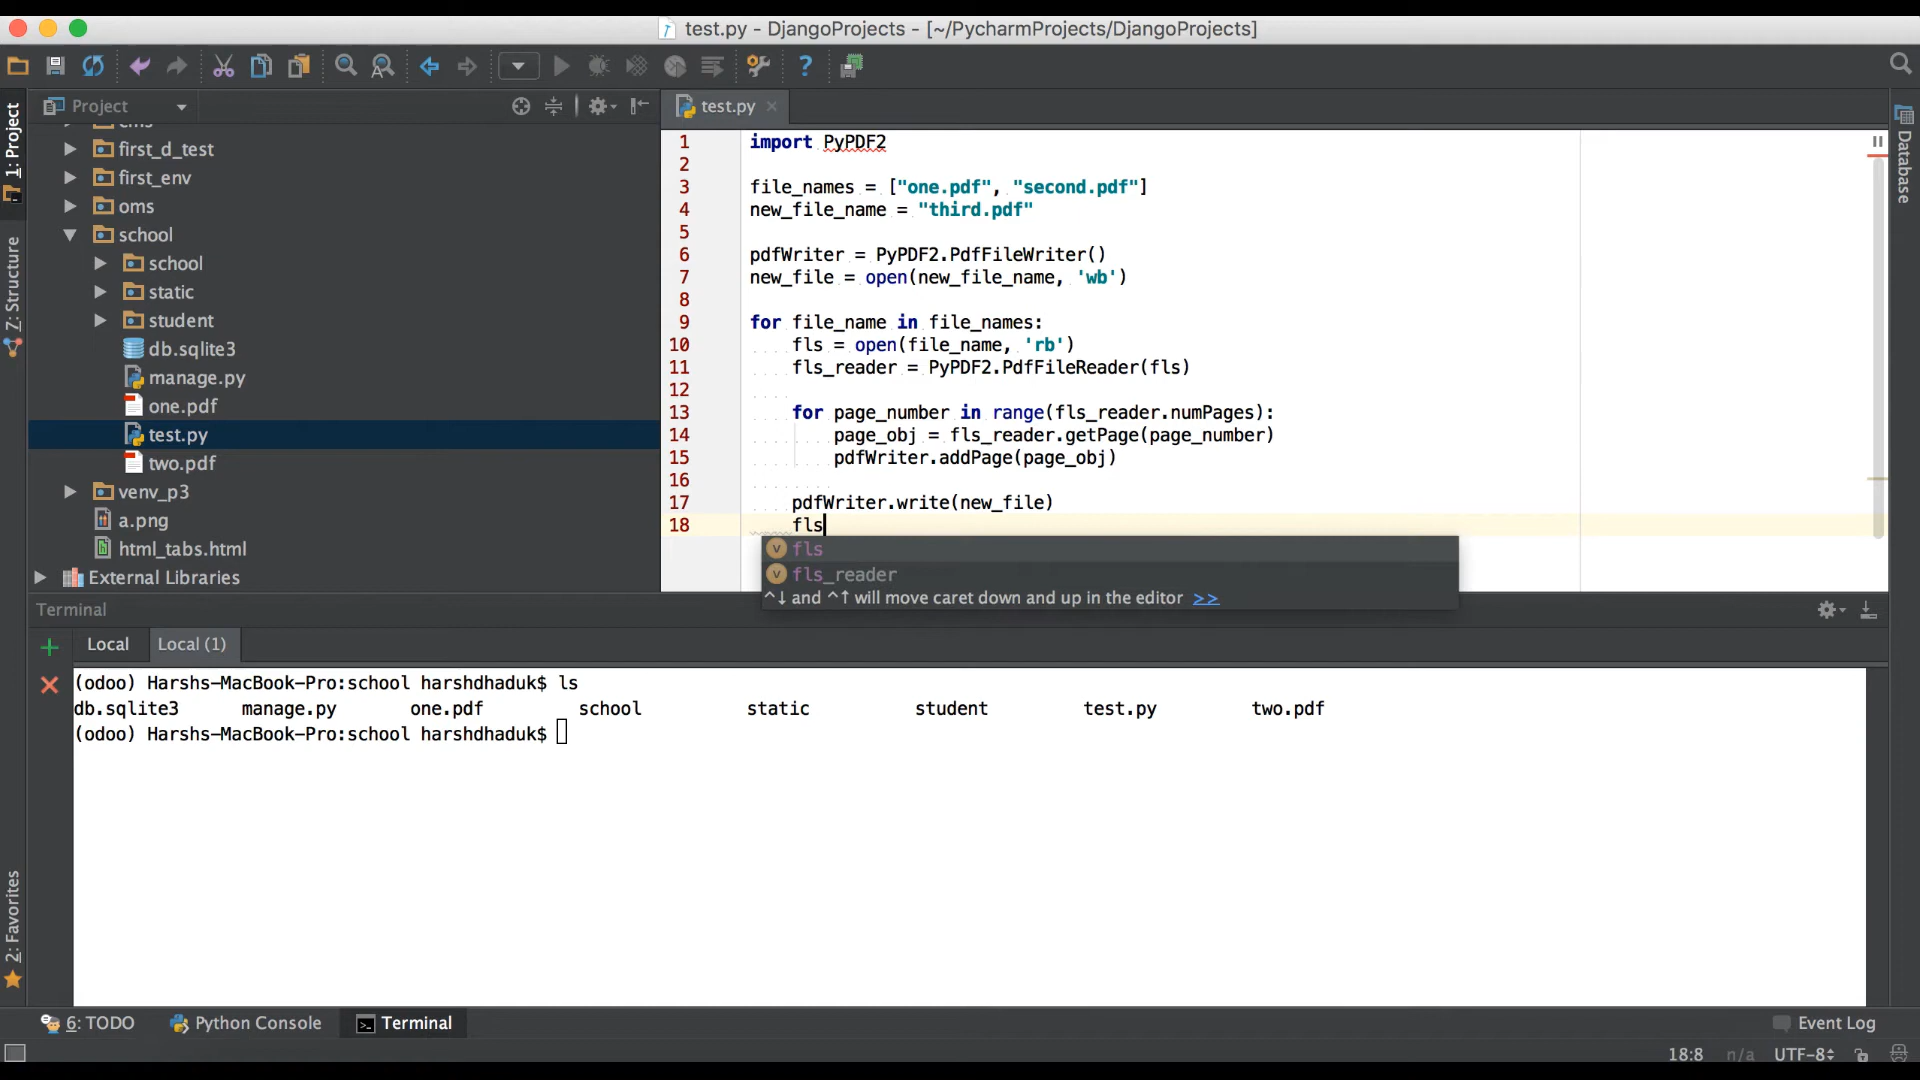 test.py - DjangoProjects - [~/PycharmProjects/DjangoProjects]
Project
test.py
1: Project
7: Structure
2: Favorites
Database
first_d_test
first_env
oms
school
school
static
student
db.sqlite3
manage.py
one.pdf
test.py
two.pdf
venv_p3
a.png
html_tabs.html
External Libraries
1 import PyPDF2
2
3 file_names = ["one.pdf", "second.pdf"]
4 new_file_name = "third.pdf"
5
6 pdfWriter = PyPDF2.PdfFileWriter()
7 new_file = open(new_file_name, 'wb')
8
9 for file_name in file_names:
10 fls = open(file_name, 'rb')
11 fls_reader = PyPDF2.PdfFileReader(fls)
12
13 for page_number in range(fls_reader.numPages):
14 page_obj = fls_reader.getPage(page_number)
15 pdfWriter.addPage(page_obj)
16
17 pdfWriter.write(new_file)
18 fls
v fls
v fls_reader
^↓ and ^↑ will move caret down and up in the editor >>
Terminal
Local Local (1)
(odoo) Harshs-MacBook-Pro:school harshdhaduk$ ls
db.sqlite3 manage.py one.pdf school static student test.py two.pdf
(odoo) Harshs-MacBook-Pro:school harshdhaduk$
6: TODO Python Console Terminal Event Log
18:8 n/a UTF-8